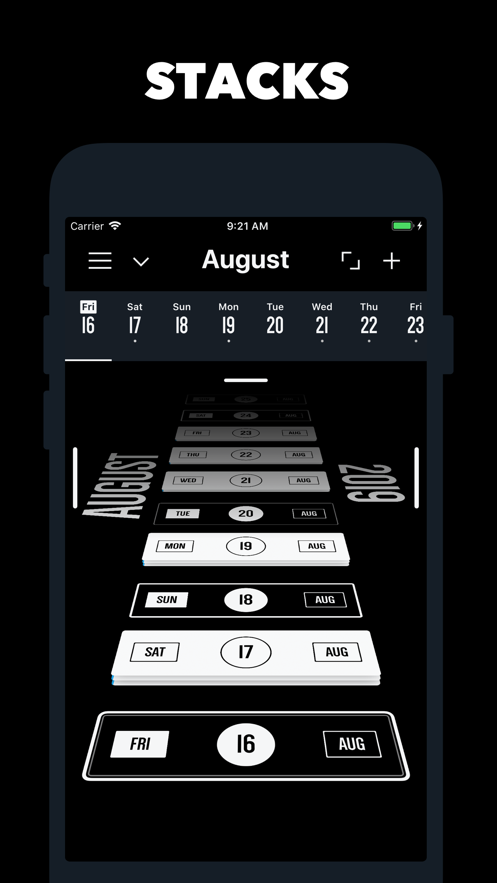 STACKS
Carrier 9:21 AM
August
Fri Sat Sun Mon Tue Wed Thu Fri
16 17 18 19 20 21 22 23
24 AUG
FRI 23 AUG
THU 22 AUG
WED 21 AUG
AUGUST 2019
TUE 20 AUG
MON 19 AUG
SUN 18 AUG
SAT 17 AUG
FRI 16 AUG